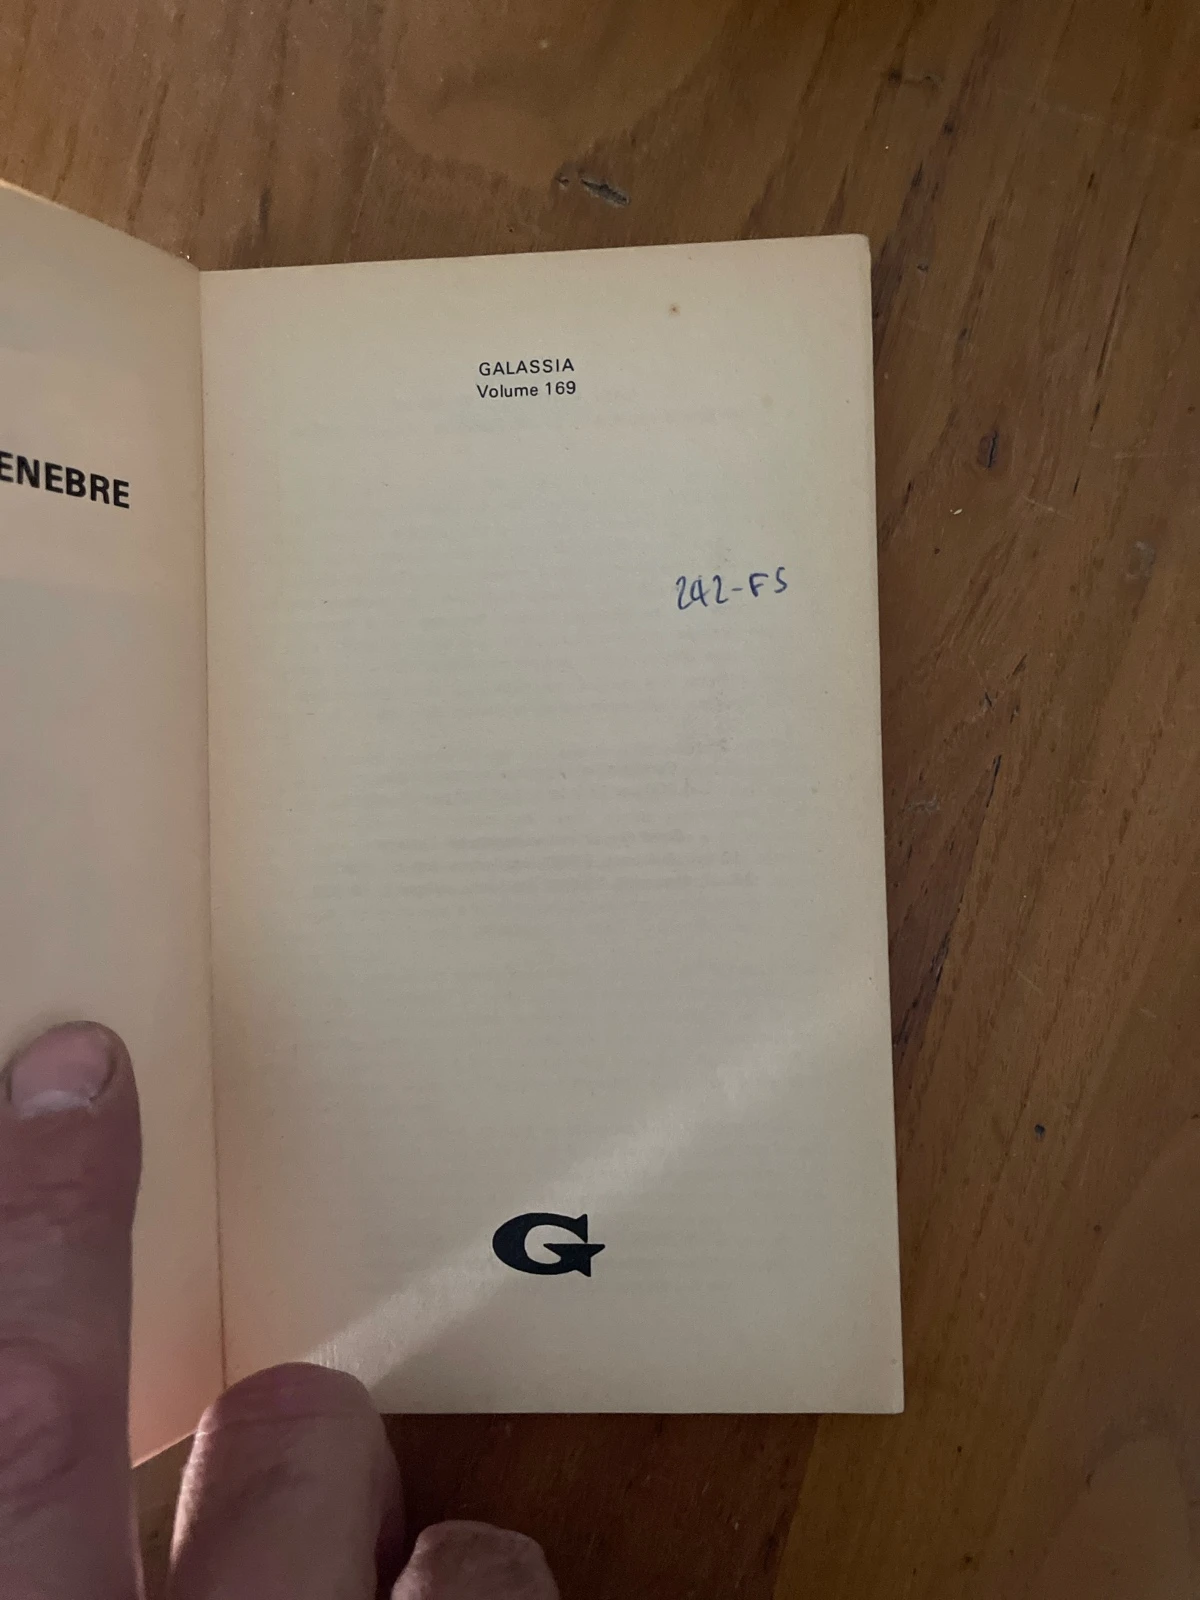 ENEBRE
GALASSIA
Volume 169
242-FS
G